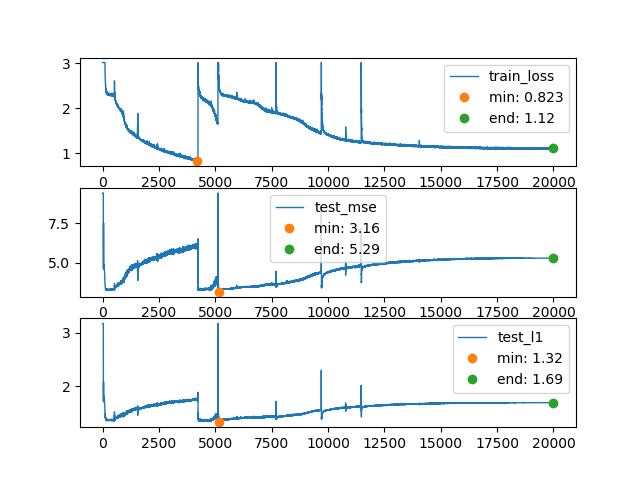 3
2
1
train_loss
min: 0.823
end: 1.12
0 2500 5000 7500 10000 12500 15000 17500 20000
7.5
5.0
test_mse
min: 3.16
end: 5.29
0 2500 5000 7500 10000 12500 15000 17500 20000
3
2
test_l1
min: 1.32
end: 1.69
0 2500 5000 7500 10000 12500 15000 17500 20000